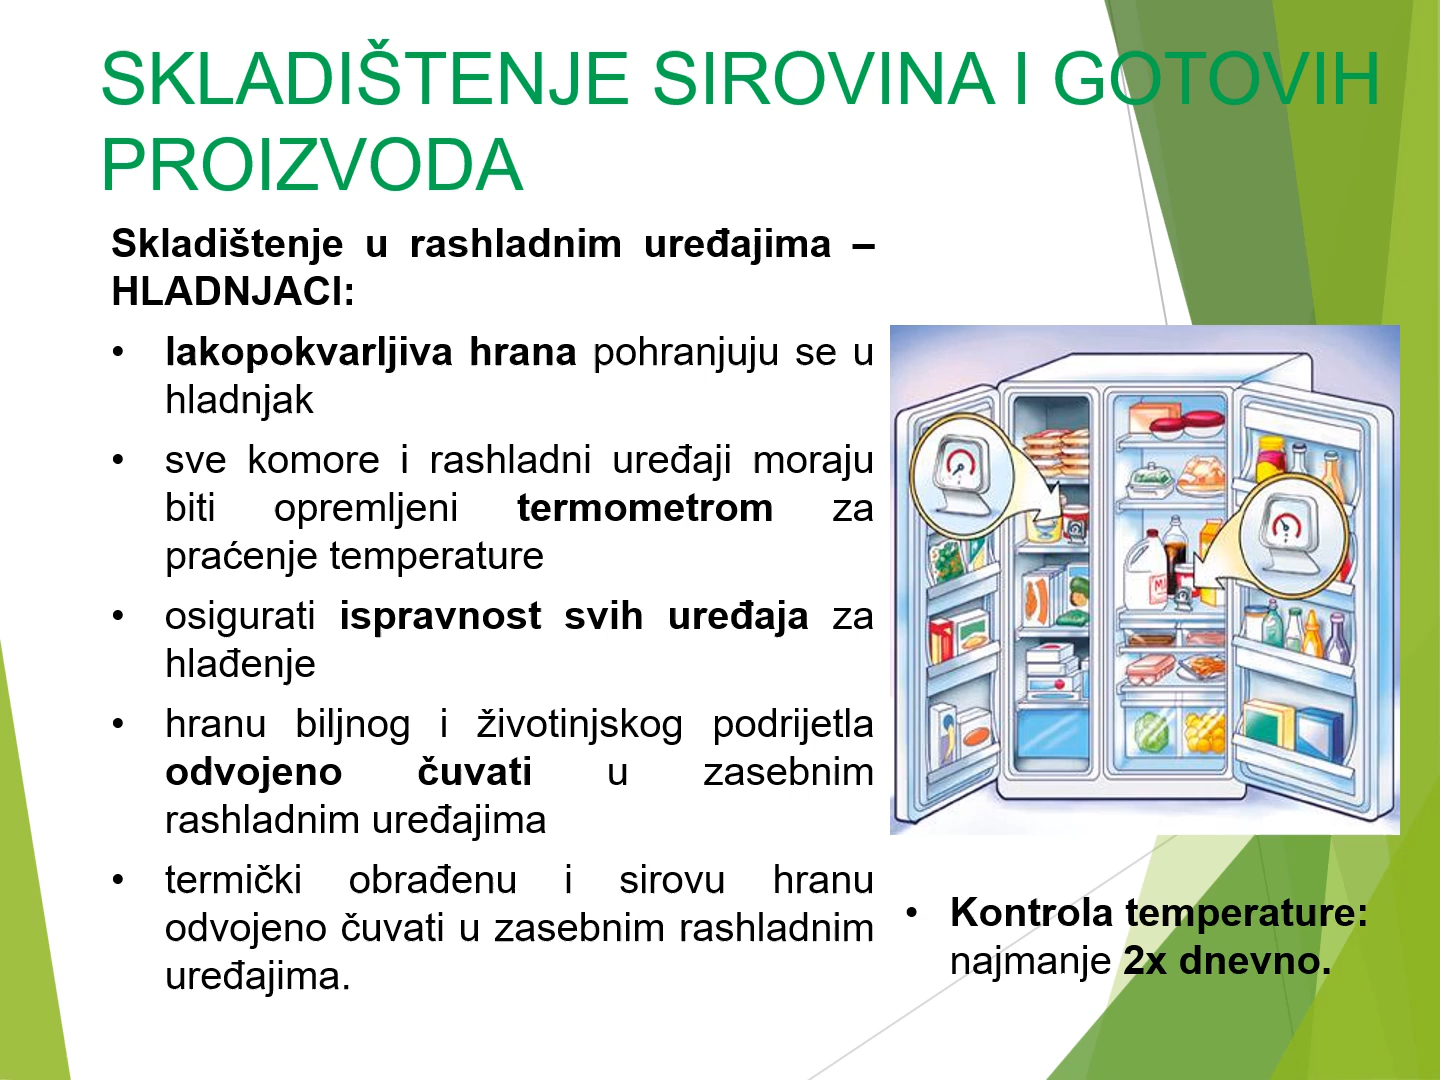 SKLADIŠTENJE SIROVINA I GOTOVIH
PROIZVODA
Skladištenje u rashladnim uređajima –
HLADNJACI:
• lakopokvarljiva hrana pohranjuju se u
hladnjak
• sve komore i rashladni uređaji moraju
biti opremljeni termometrom za
praćenje temperature
• osigurati ispravnost svih uređaja za
hlađenje
• hranu biljnog i životinjskog podrijetla
odvojeno čuvati u zasebnim
rashladnim uređajima
• termički obrađenu i sirovu hranu
odvojeno čuvati u zasebnim rashladnim
uređajima.
• Kontrola temperature:
najmanje 2x dnevno.